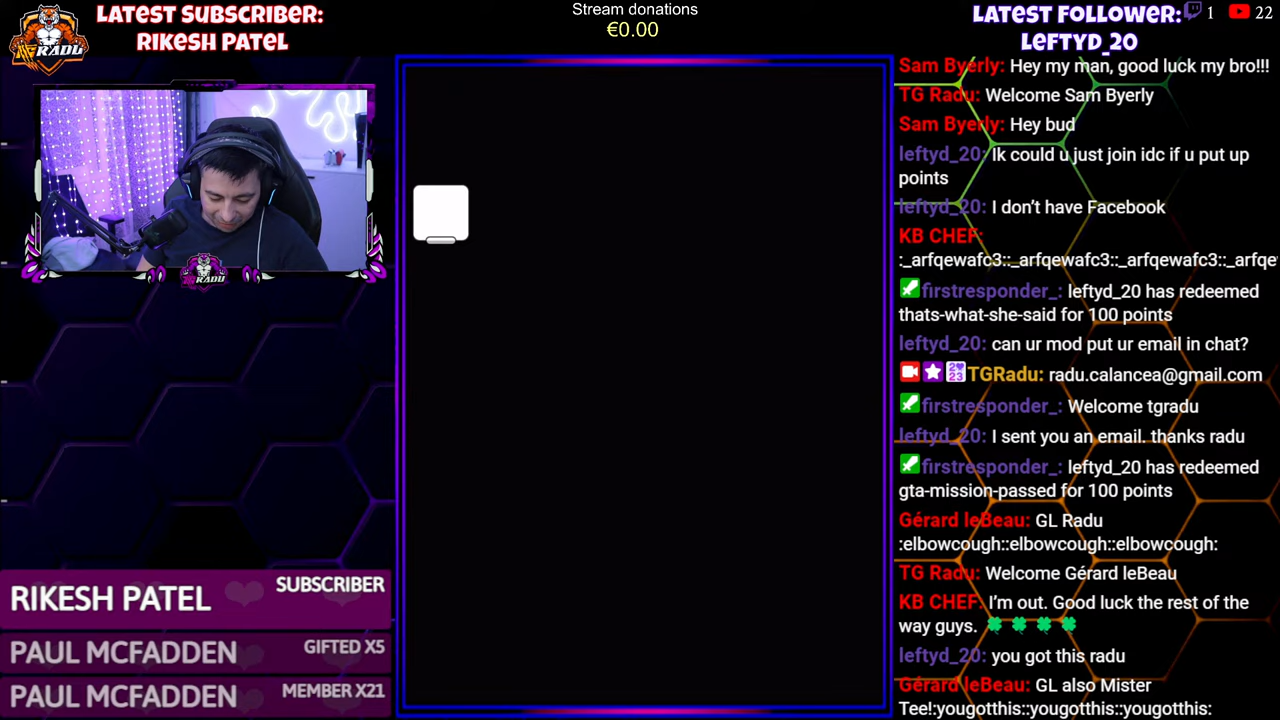 LATEST SUBSCRIBER:
RIKESH PATEL
RADU
Stream donations
€0.00
LATEST FOLLOWER:
LEFTYD_20
1
22
Sam Byerly: Hey my man, good luck my bro!!!
TG Radu: Welcome Sam Byerly
Sam Byerly: Hey bud
leftyd_20: Ik could u just join idc if u put up
points
leftyd_20: I don't have Facebook
KB CHEF:
:_arfqewafc3::_arfqewafc3::_arfqewafc3::_arfqe
firstresponder_: leftyd_20 has redeemed
thats-what-she-said for 100 points
leftyd_20: can ur mod put ur email in chat?
TGRadu: radu.calancea@gmail.com
firstresponder_: Welcome tgradu
leftyd_20: I sent you an email. thanks radu
firstresponder_: leftyd_20 has redeemed
gta-mission-passed for 100 points
Gérard leBeau: GL Radu
:elbowcough::elbowcough::elbowcough:
TG Radu: Welcome Gérard leBeau
KB CHEF: I'm out. Good luck the rest of the
way guys. 🍀 🍀 🍀 🍀
leftyd_20: you got this radu
Gérard leBeau: GL also Mister
Tee!:yougotthis::yougotthis::yougotthis:
RIKESH PATEL
SUBSCRIBER
PAUL MCFADDEN
GIFTED X5
PAUL MCFADDEN
MEMBER X21